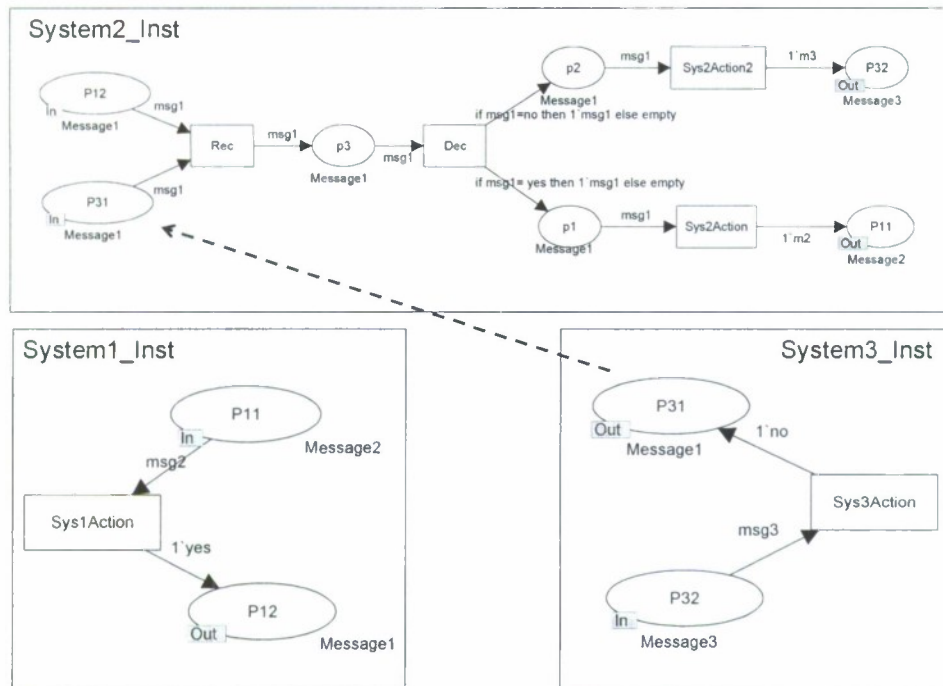 System2_Inst
P12
In
Message1
msg1
P31
In
Message1
msg1
Rec
msg1
p3
Message1
msg1
Dec
if msg1=no then 1`msg1 else empty
if msg1= yes then 1`msg1 else empty
p2
Message1
msg1
Sys2Action2
1`m3
P32
Out
Message3
p1
Message1
msg1
Sys2Action
1`m2
P11
Out
Message2
System1_Inst
P11
In
Message2
msg2
Sys1Action
1`yes
P12
Out
Message1
System3_Inst
P31
Out
Message1
1`no
Sys3Action
msg3
P32
In
Message3